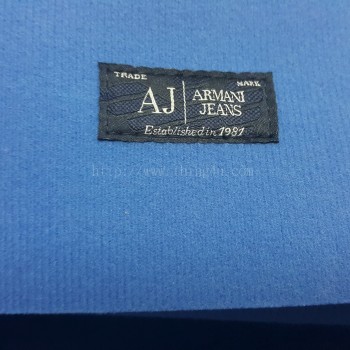 TRADE MARK
AJ ARMANI
JEANS
Established in 1981